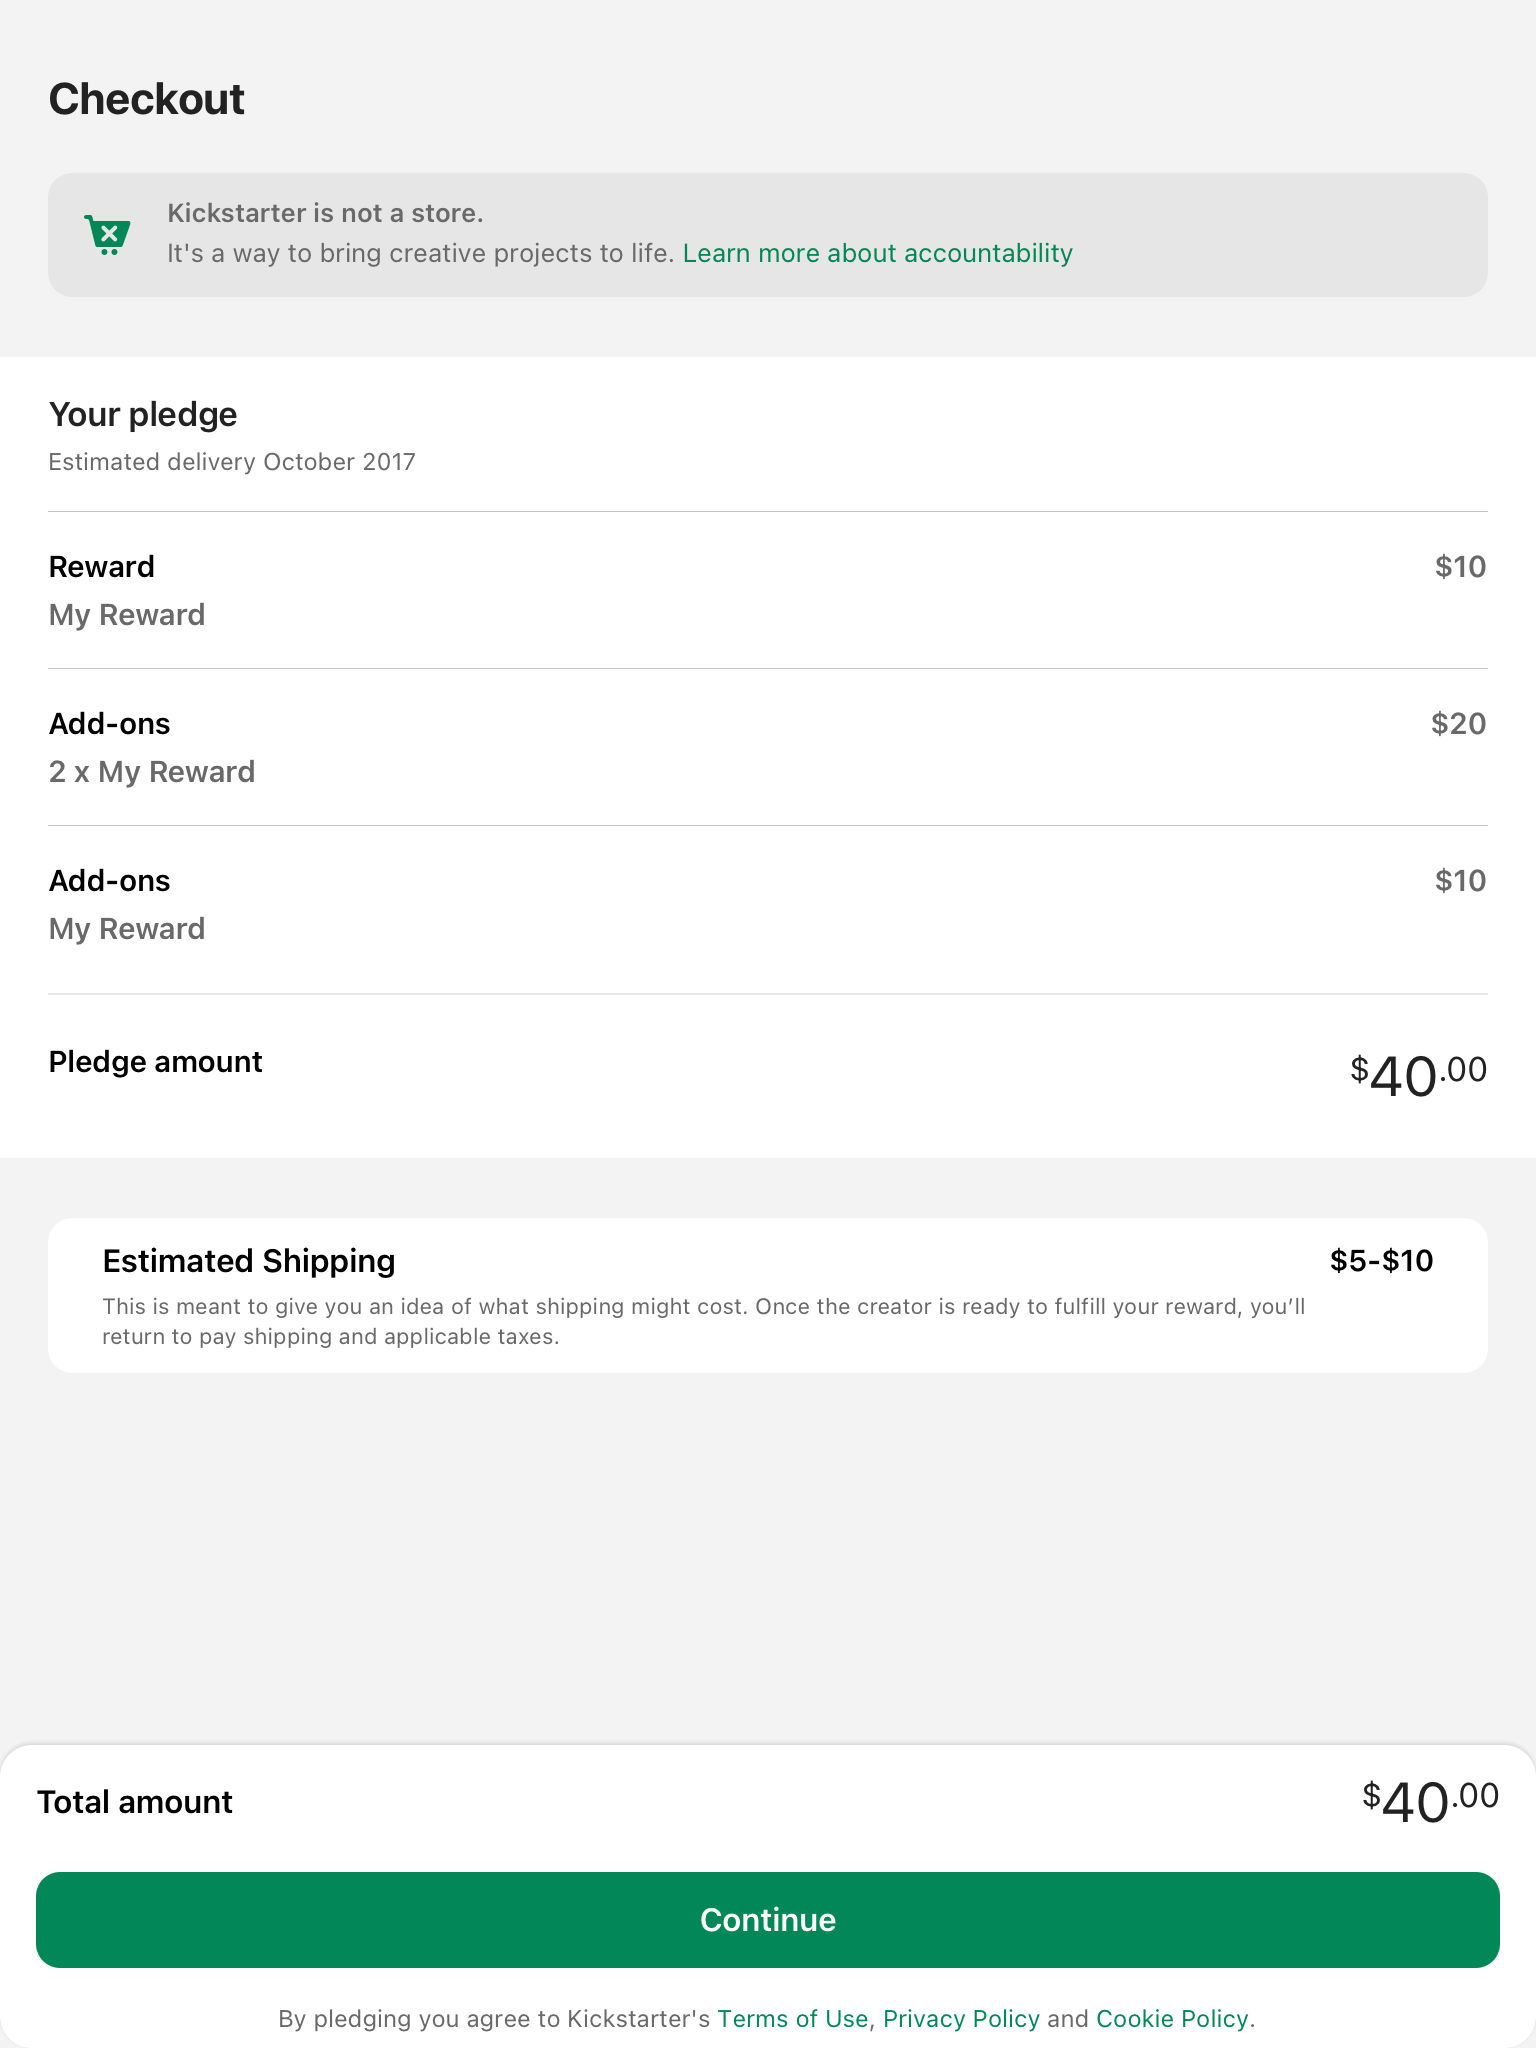 Checkout
Kickstarter is not a store.
It's a way to bring creative projects to life. Learn more about accountability
Your pledge
Estimated delivery October 2017
Reward $10
My Reward
Add-ons $20
2 x My Reward
Add-ons $10
My Reward
Pledge amount $40.00
Estimated Shipping $5-$10
This is meant to give you an idea of what shipping might cost. Once the creator is ready to fulfill your reward, you’ll
return to pay shipping and applicable taxes.
Total amount $40.00
Continue
By pledging you agree to Kickstarter's Terms of Use, Privacy Policy and Cookie Policy.